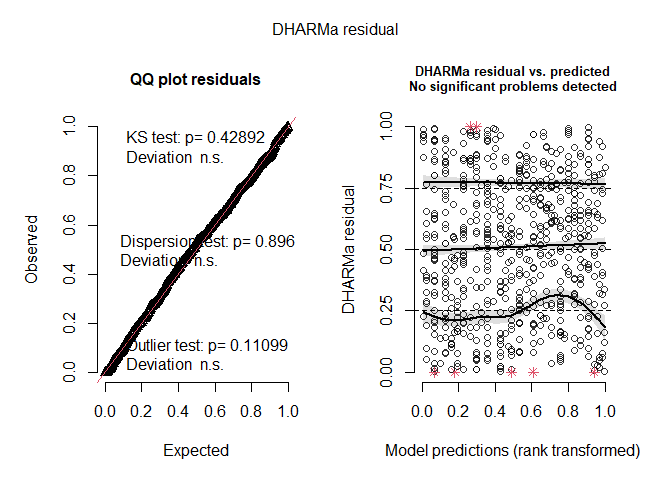 DHARMa residual
QQ plot residuals
KS test: p= 0.42892
Deviation n.s.
Dispersion test: p= 0.896
Deviation n.s.
Outlier test: p= 0.11099
Deviation n.s.
Observed
0.0 0.2 0.4 0.6 0.8 1.0
0.0 0.2 0.4 0.6 0.8 1.0
Expected
DHARMa residual vs. predicted
No significant problems detected
DHARMa residual
0.00 0.25 0.50 0.75 1.00
0.0 0.2 0.4 0.6 0.8 1.0
Model predictions (rank transformed)